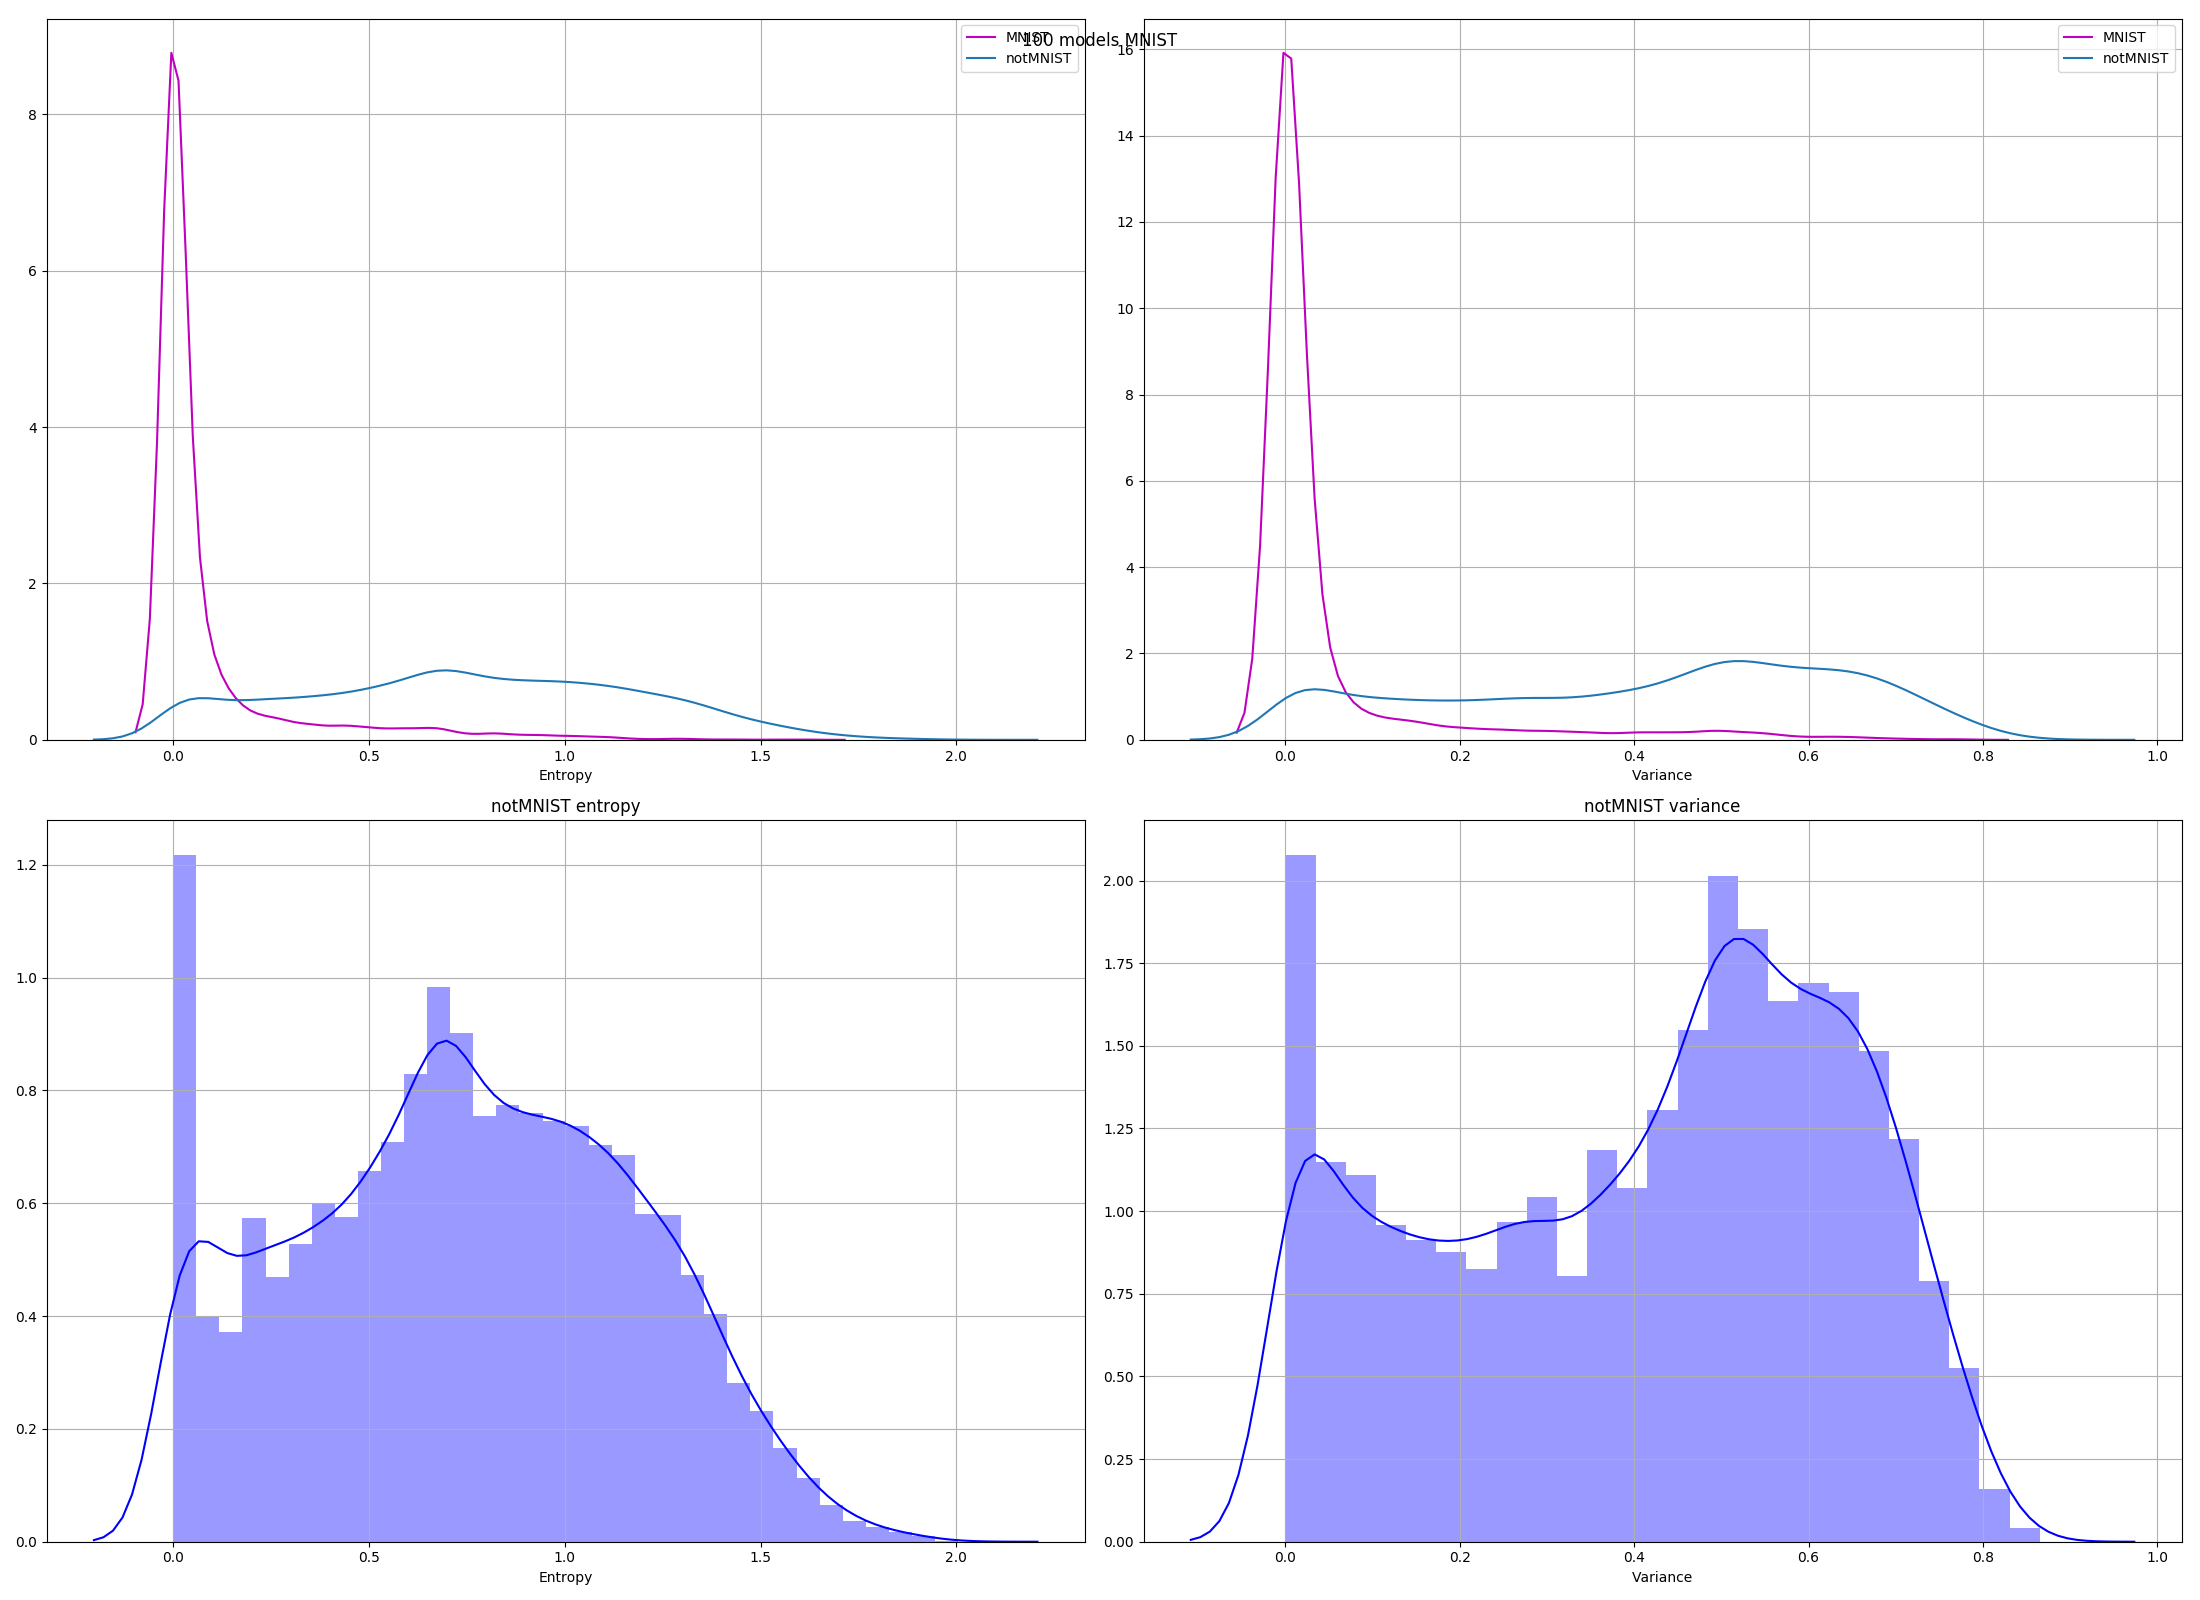 100 models MNIST
MNIST
notMNIST
8
6
4
2
0
0.0 0.5 1.0 1.5 2.0
Entropy
MNIST
notMNIST
16
14
12
10
8
6
4
2
0
0.0 0.2 0.4 0.6 0.8 1.0
Variance
notMNIST entropy
1.2
1.0
0.8
0.6
0.4
0.2
0.0
0.0 0.5 1.0 1.5 2.0
Entropy
notMNIST variance
2.00
1.75
1.50
1.25
1.00
0.75
0.50
0.25
0.00
0.0 0.2 0.4 0.6 0.8 1.0
Variance